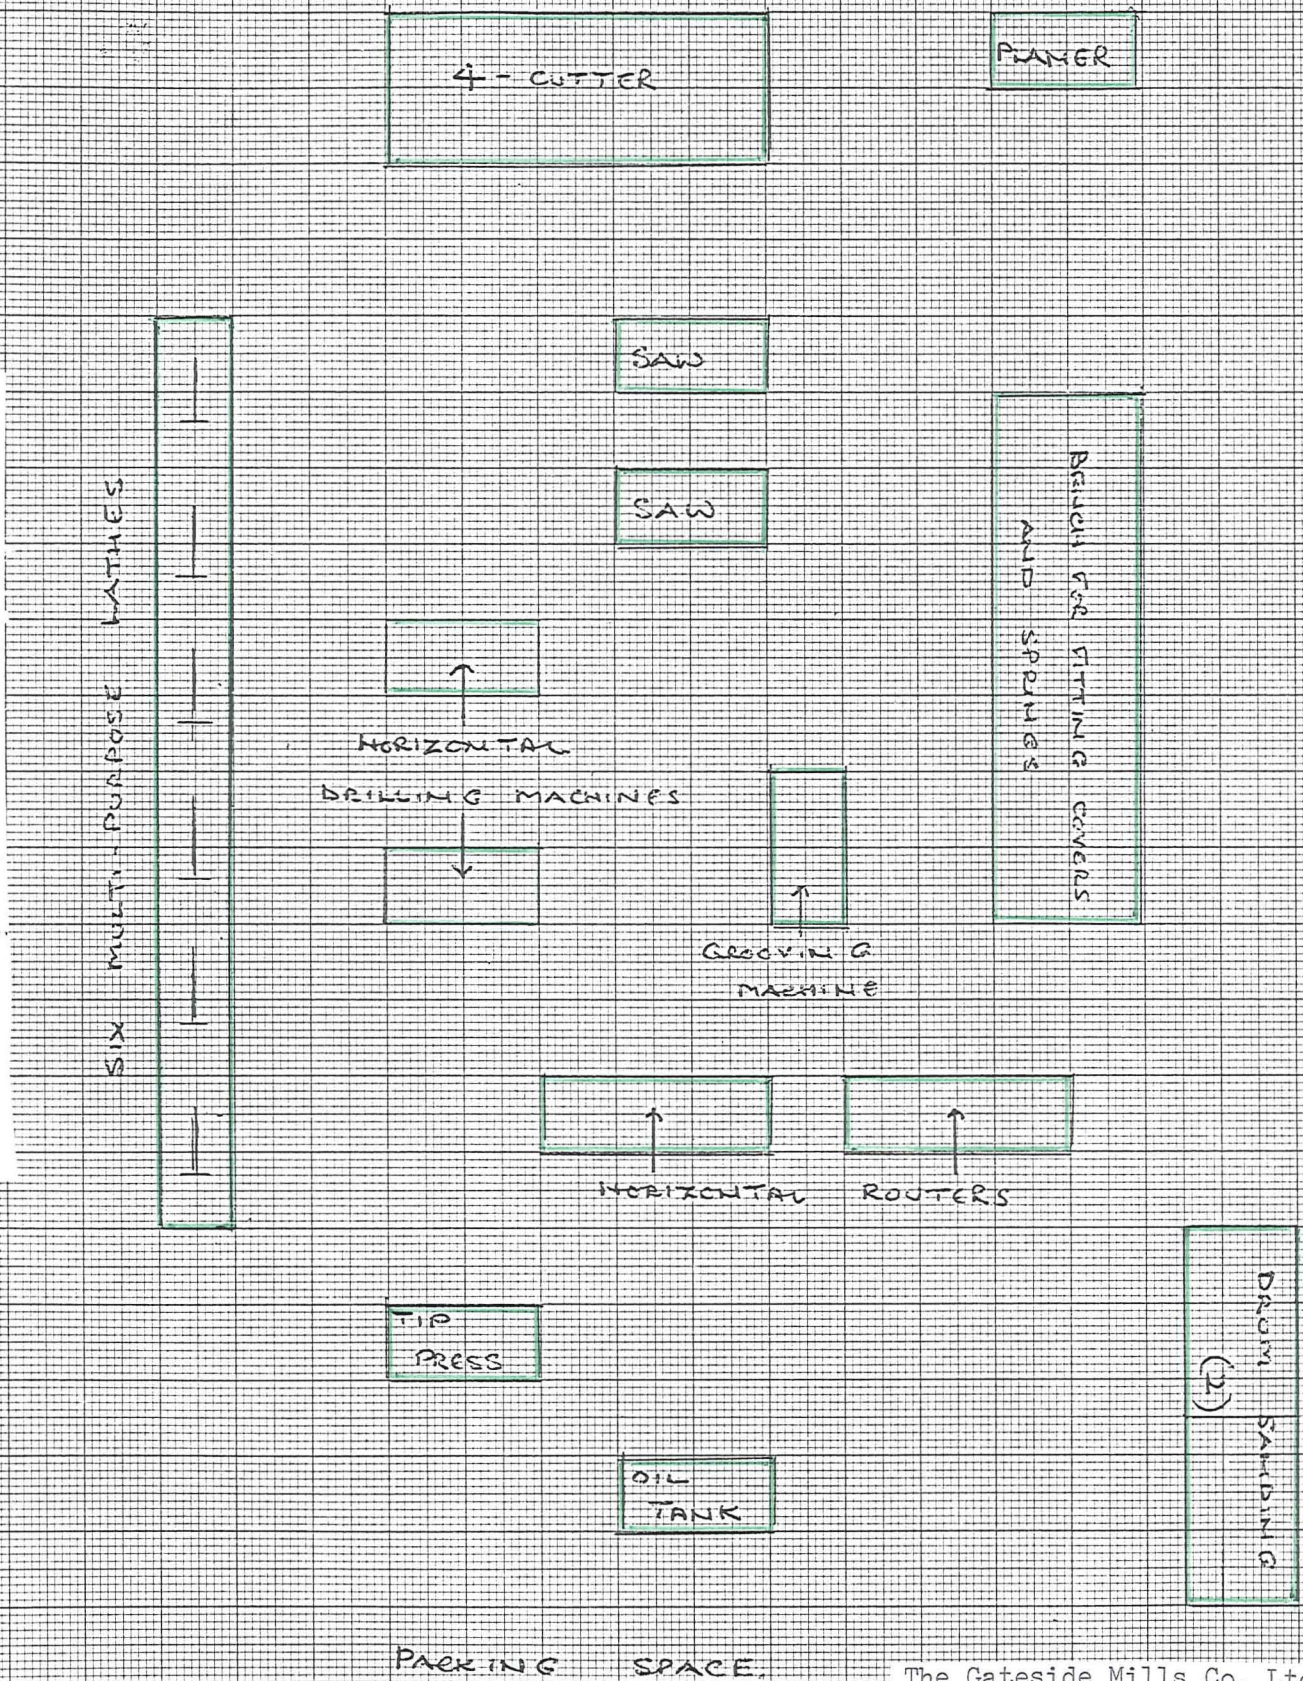 4 - CUTTER
PLANER
SAW
SAW
SIX MULTI-PURPOSE LATHES
BENCH FOR FITTING COVERS
AND SPRINGS
HORIZONTAL
DRILLING MACHINES
GROOVING
MACHINE
HORIZONTAL ROUTERS
TIP
PRESS
DRUM SANDING
(2)
OIL
TANK
PACKING SPACE.
The Gateside Mills Co. Lt